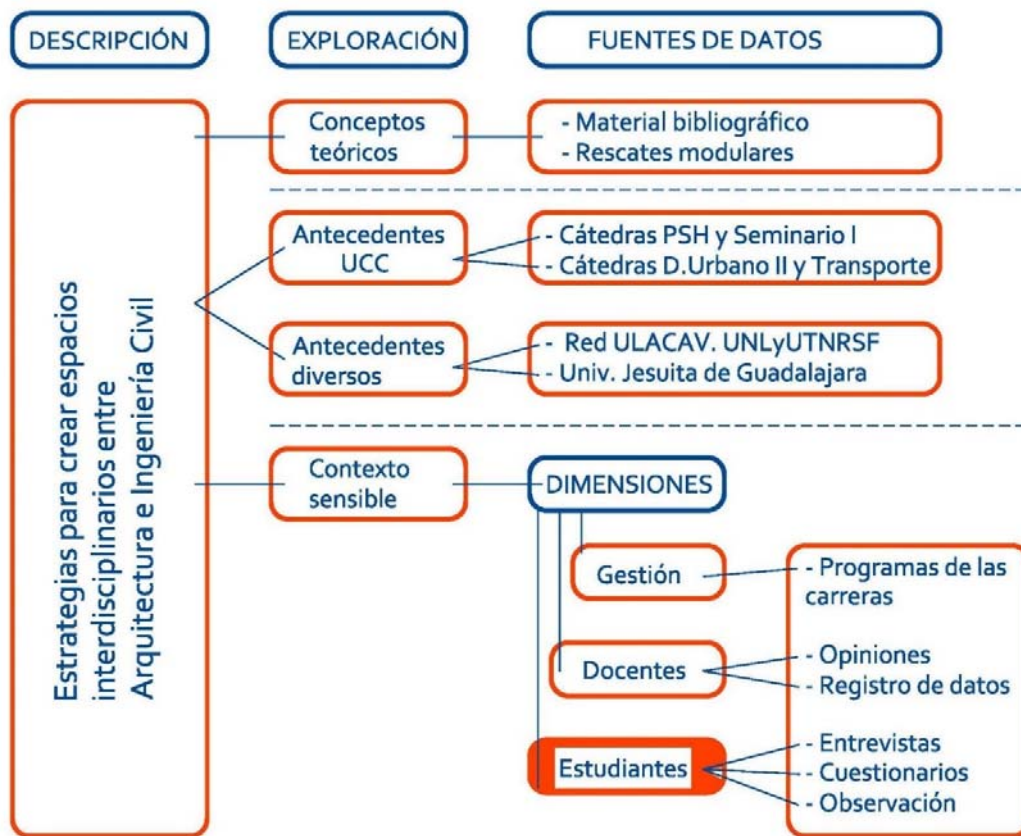 DESCRIPCIÓN
EXPLORACIÓN
FUENTES DE DATOS
Estrategias para crear espacios
interdisciplinarios entre
Arquitectura e Ingeniería Civil
Conceptos
teóricos
- Material bibliográfico
- Rescates modulares
Antecedentes
UCC
- Cátedras PSH y Seminario I
- Cátedras D.Urbano II y Transporte
Antecedentes
diversos
- Red ULACAV. UNLyUTNRSF
- Univ. Jesuita de Guadalajara
Contexto
sensible
DIMENSIONES
Gestión
- Programas de las
carreras
Docentes
- Opiniones
- Registro de datos
Estudiantes
- Entrevistas
- Cuestionarios
- Observación